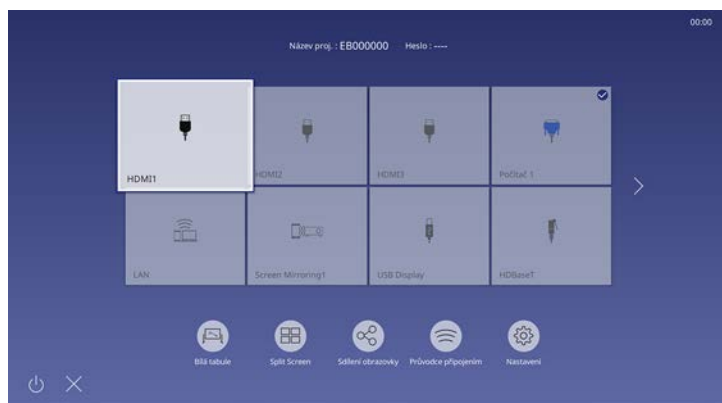 00:00
Název proj. : EB000000 Heslo : ----
HDMI1
HDMI2
HDMI3
Počítač 1
LAN
Screen Mirroring1
USB Display
HDBaseT
Bílá tabule
Split Screen
Sdílení obrazovky
Průvodce připojením
Nastavení